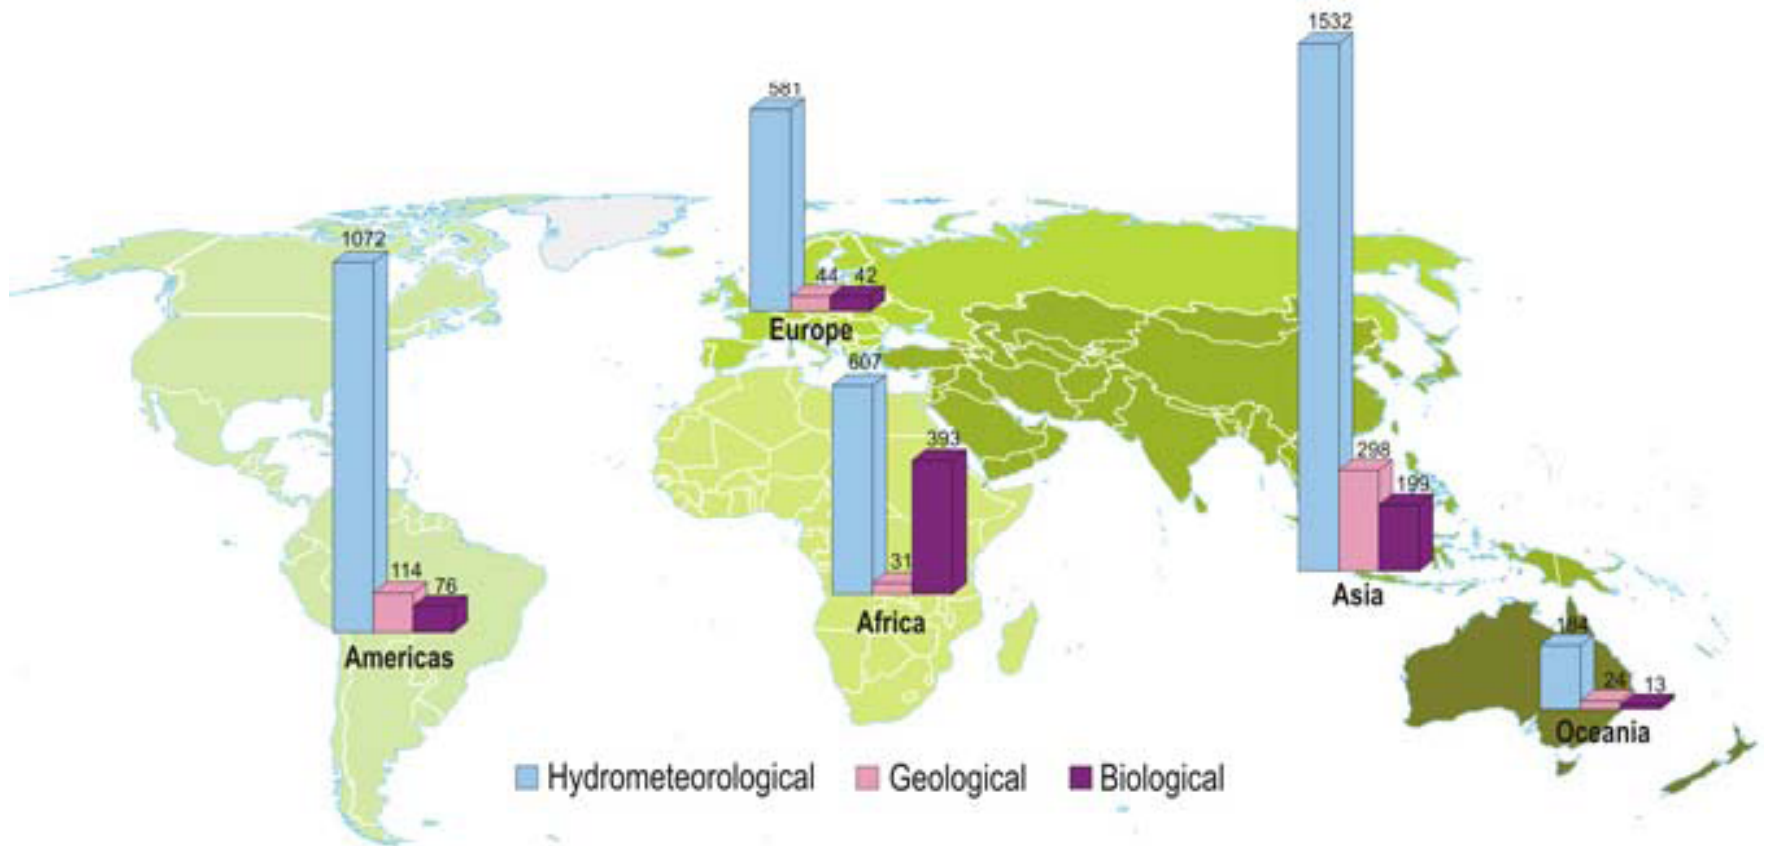 1532
581
1072
44 42
Europe
607
393
298
199
31
114
76
Asia
Africa
Americas
184
24 13
Oceania
Hydrometeorological Geological Biological